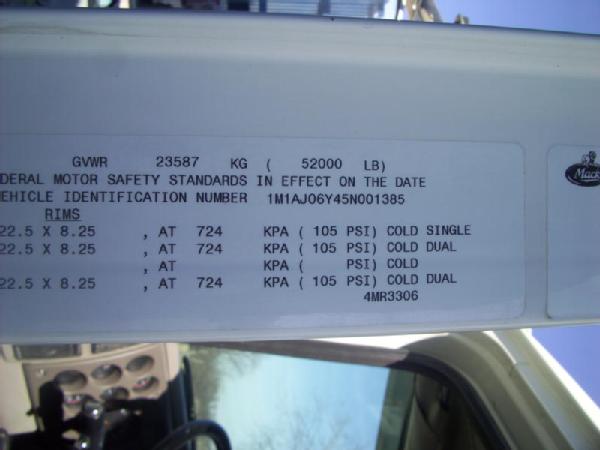 GVWR 23587 KG ( 52000 LB)
DERAL MOTOR SAFETY STANDARDS IN EFFECT ON THE DATE
EHICLE IDENTIFICATION NUMBER 1M1AJ06Y45N001385
RIMS
22.5 X 8.25 , AT 724 KPA ( 105 PSI) COLD SINGLE
22.5 X 8.25 , AT 724 KPA ( 105 PSI) COLD DUAL
, AT KPA ( PSI) COLD
22.5 X 8.25 , AT 724 KPA ( 105 PSI) COLD DUAL
4MR3306
Mack